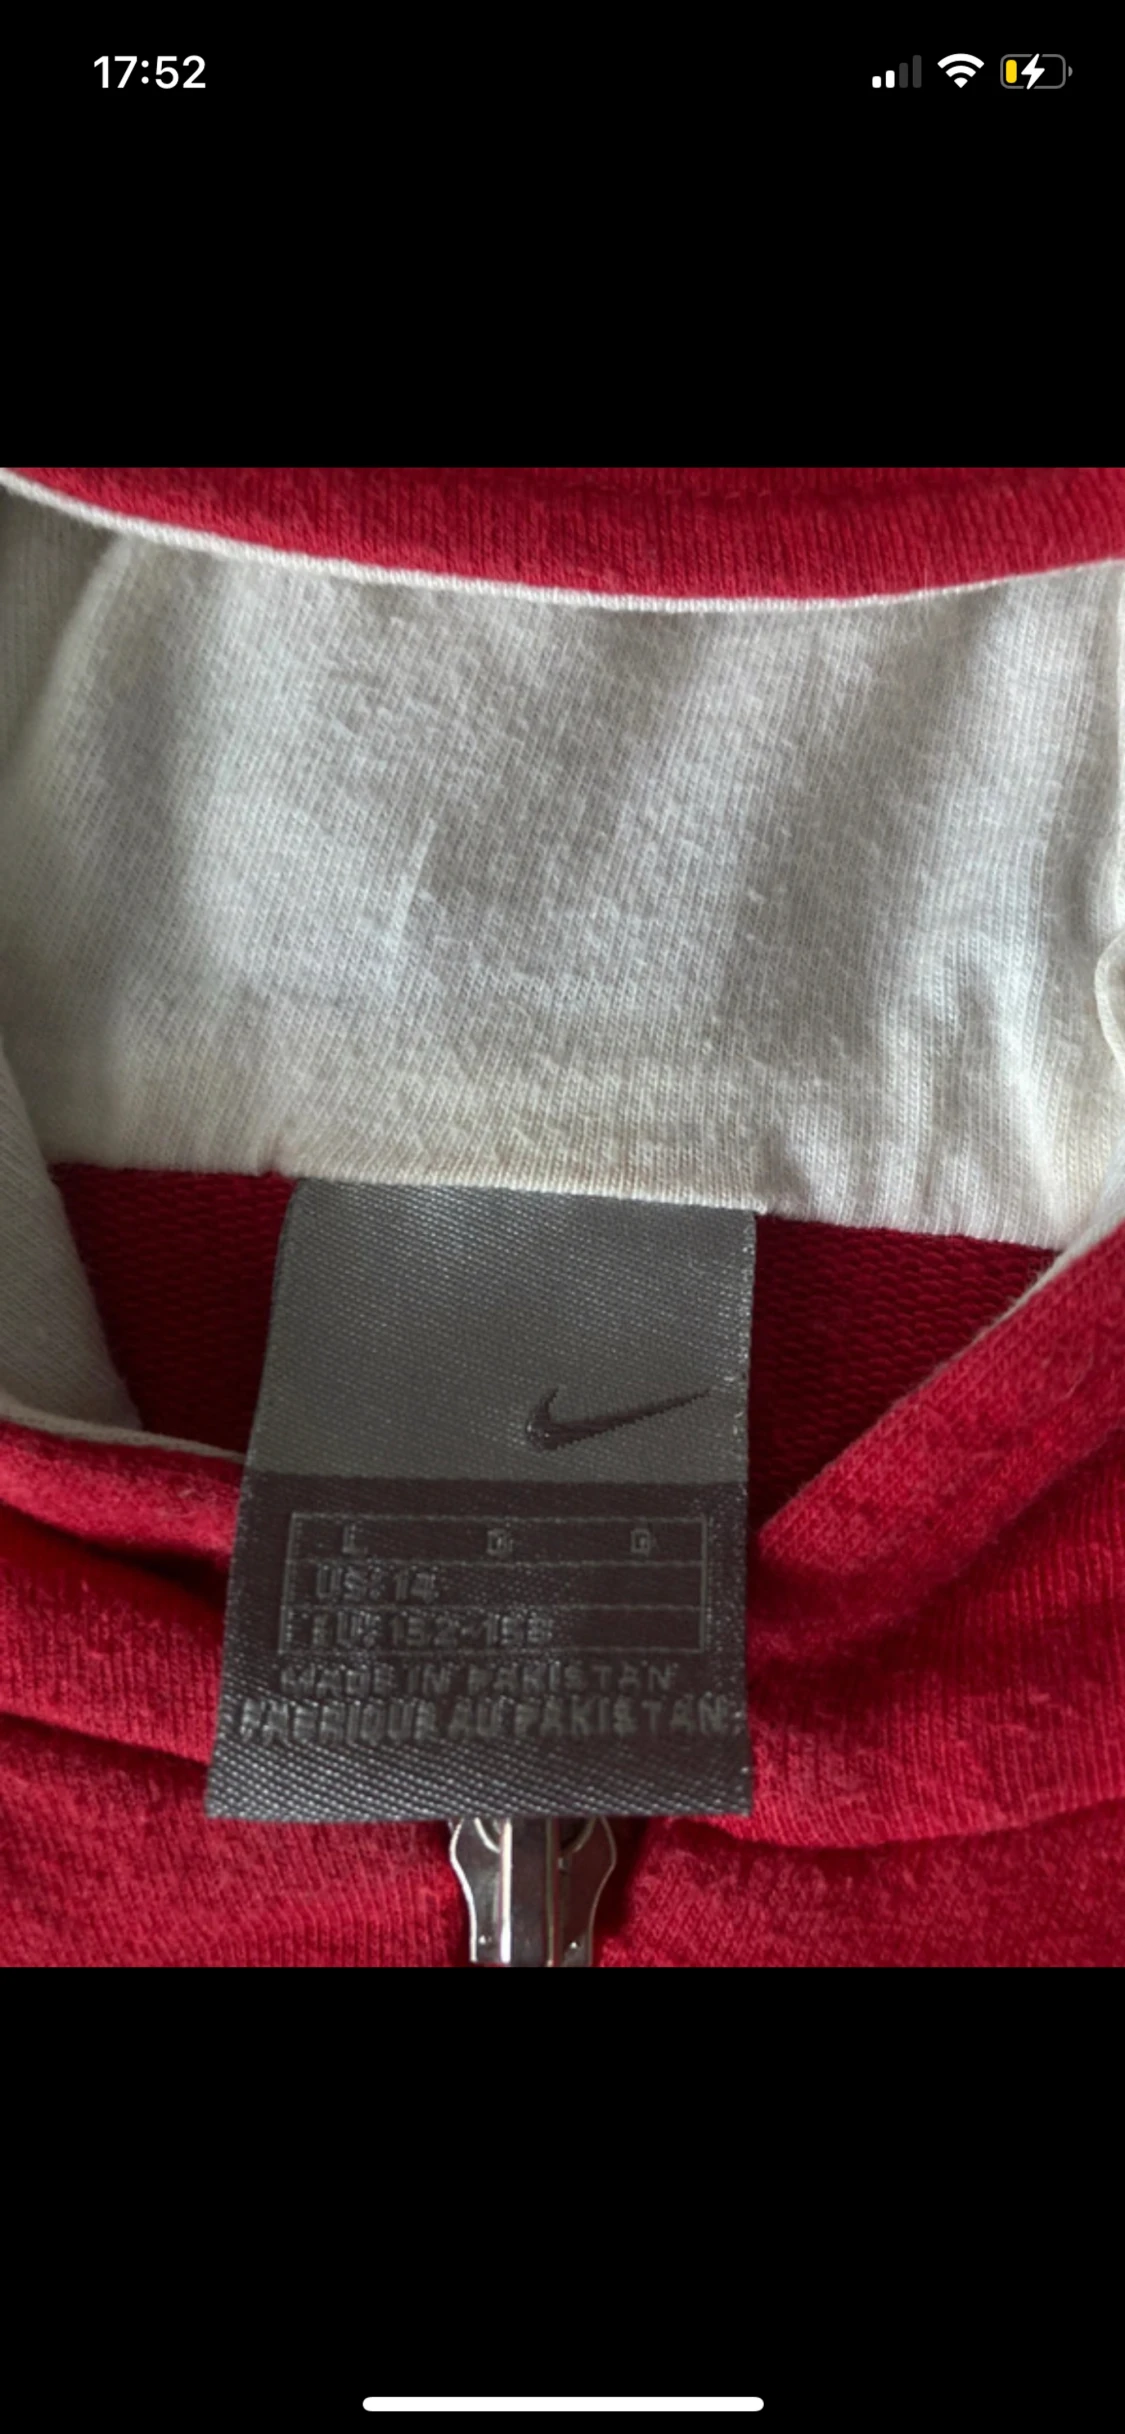 17:52
L G G
US: 14
EU: 152-158
MADE IN PAKISTAN
FABRIQUE AU PAKISTAN